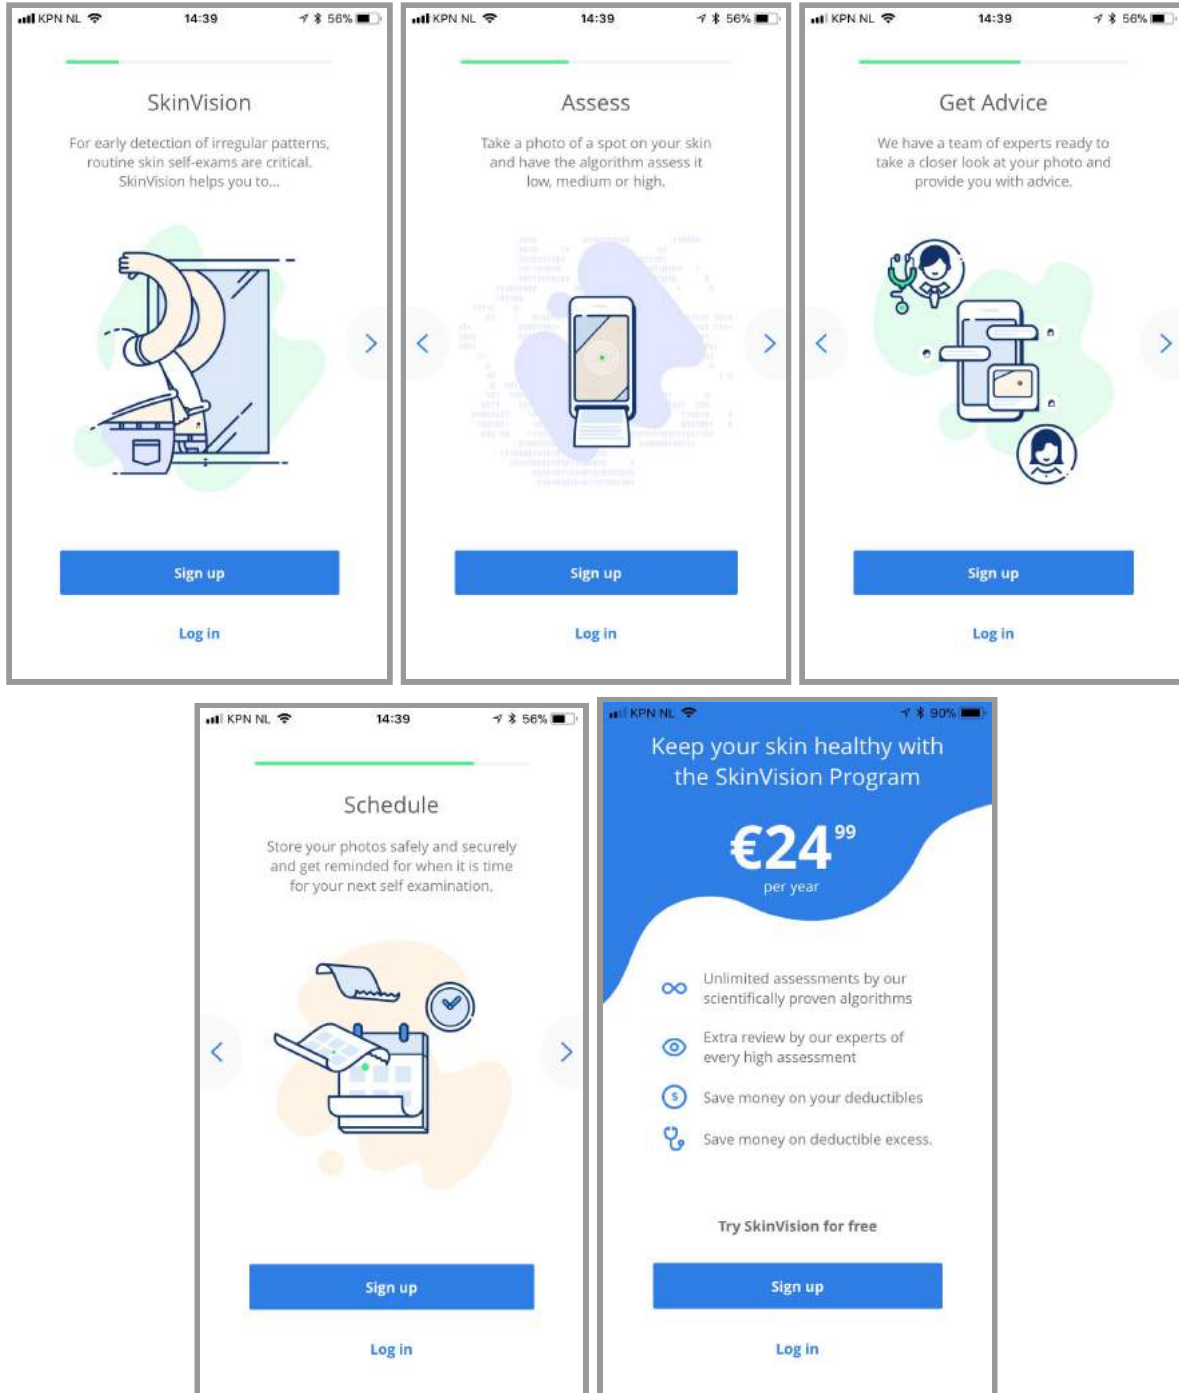 KPN NL 14:39 56%
SkinVision
For early detection of irregular patterns,
routine skin self-exams are critical.
SkinVision helps you to...
Sign up
Log in
KPN NL 14:39 56%
Assess
Take a photo of a spot on your skin
and have the algorithm assess it
low, medium or high.
Sign up
Log in
KPN NL 14:39 56%
Get Advice
We have a team of experts ready to
take a closer look at your photo and
provide you with advice.
Sign up
Log in
KPN NL 14:39 56%
Schedule
Store your photos safely and securely
and get reminded for when it is time
for your next self examination.
Sign up
Log in
KPN NL 90%
Keep your skin healthy with
the SkinVision Program
€24 99
per year
Unlimited assessments by our
scientifically proven algorithms
Extra review by our experts of
every high assessment
$ Save money on your deductibles
Save money on deductible excess.
Try SkinVision for free
Sign up
Log in